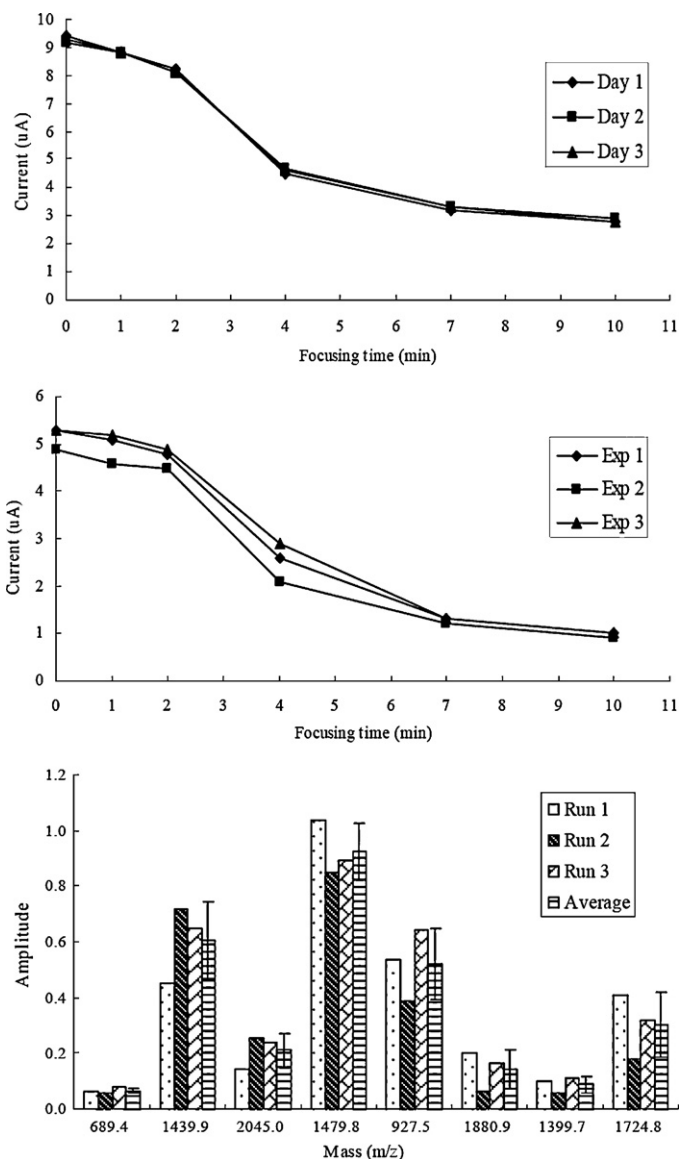 10
9
8
7
6
5
4
3
2
1
0
Current (uA)
Day 1
Day 2
Day 3
0 1 2 3 4 5 6 7 8 9 10 11
Focusing time (min)
6
5
4
3
2
1
0
Current (uA)
Exp 1
Exp 2
Exp 3
0 1 2 3 4 5 6 7 8 9 10 11
Focusing time (min)
1.2
1.0
0.8
0.6
0.4
0.2
0.0
Amplitude
Run 1
Run 2
Run 3
Average
689.4 1439.9 2045.0 1479.8 927.5 1880.9 1399.7 1724.8
Mass (m/z)